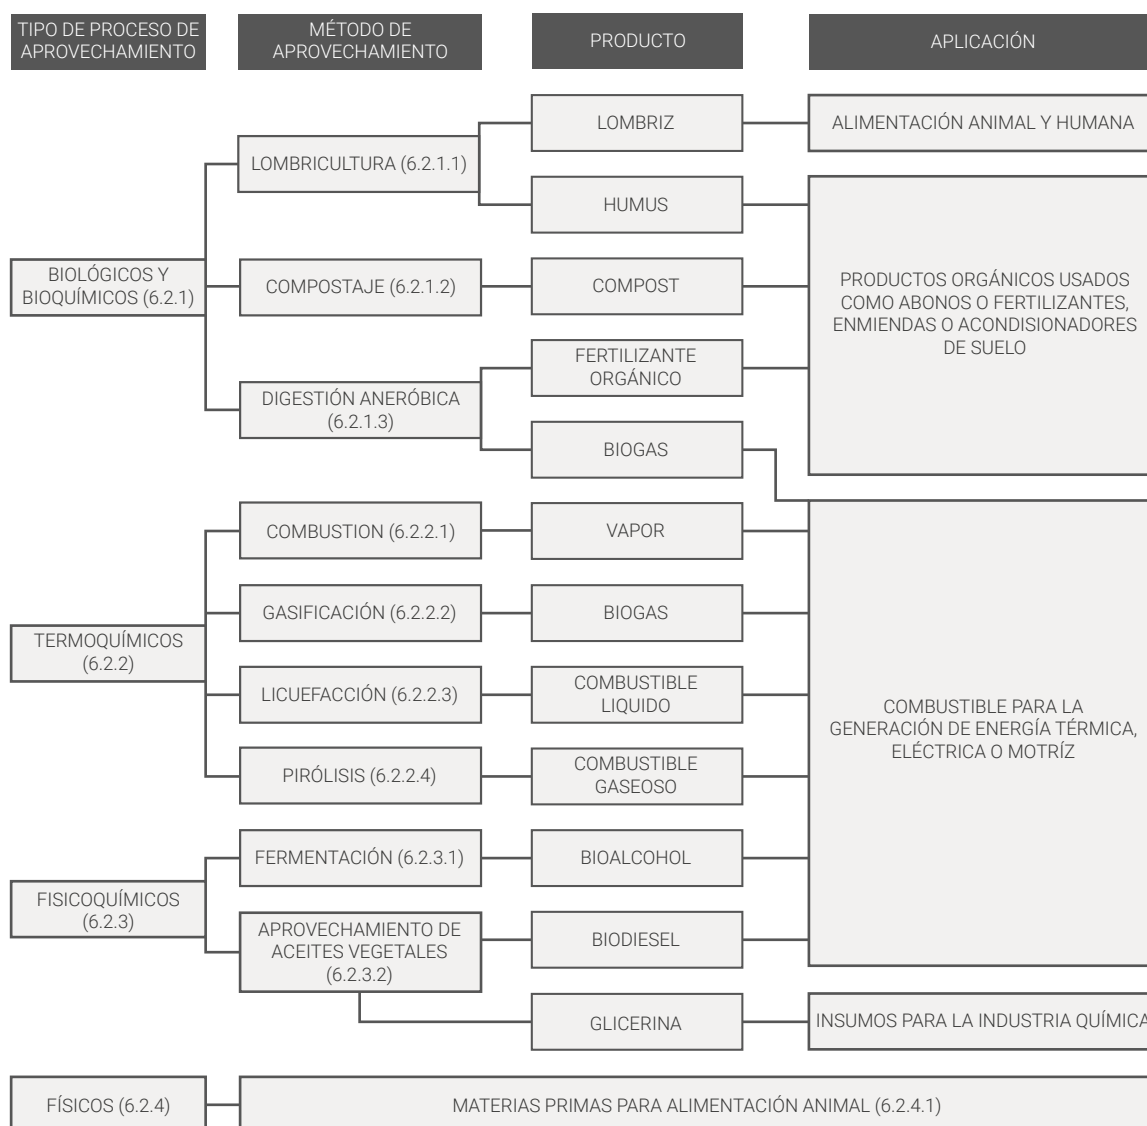 TIPO DE PROCESO DE
APROVECHAMIENTO
MÉTODO DE
APROVECHAMIENTO
PRODUCTO
APLICACIÓN
BIOLÓGICOS Y
BIOQUÍMICOS (6.2.1)
LOMBRICULTURA (6.2.1.1)
LOMBRIZ
ALIMENTACIÓN ANIMAL Y HUMANA
HUMUS
COMPOSTAJE (6.2.1.2)
COMPOST
PRODUCTOS ORGÁNICOS USADOS
COMO ABONOS O FERTILIZANTES,
ENMIENDAS O ACONDISIONADORES
DE SUELO
DIGESTIÓN ANERÓBICA
(6.2.1.3)
FERTILIZANTE
ORGÁNICO
BIOGAS
TERMOQUÍMICOS
(6.2.2)
COMBUSTION (6.2.2.1)
VAPOR
GASIFICACIÓN (6.2.2.2)
BIOGAS
LICUEFACCIÓN (6.2.2.3)
COMBUSTIBLE
LIQUIDO
PIRÓLISIS (6.2.2.4)
COMBUSTIBLE
GASEOSO
COMBUSTIBLE PARA LA
GENERACIÓN DE ENERGÍA TÉRMICA,
ELÉCTRICA O MOTRÍZ
FISICOQUÍMICOS
(6.2.3)
FERMENTACIÓN (6.2.3.1)
BIOALCOHOL
APROVECHAMIENTO DE
ACEITES VEGETALES
(6.2.3.2)
BIODIESEL
GLICERINA
INSUMOS PARA LA INDUSTRIA QUÍMICA
FÍSICOS (6.2.4)
MATERIAS PRIMAS PARA ALIMENTACIÓN ANIMAL (6.2.4.1)